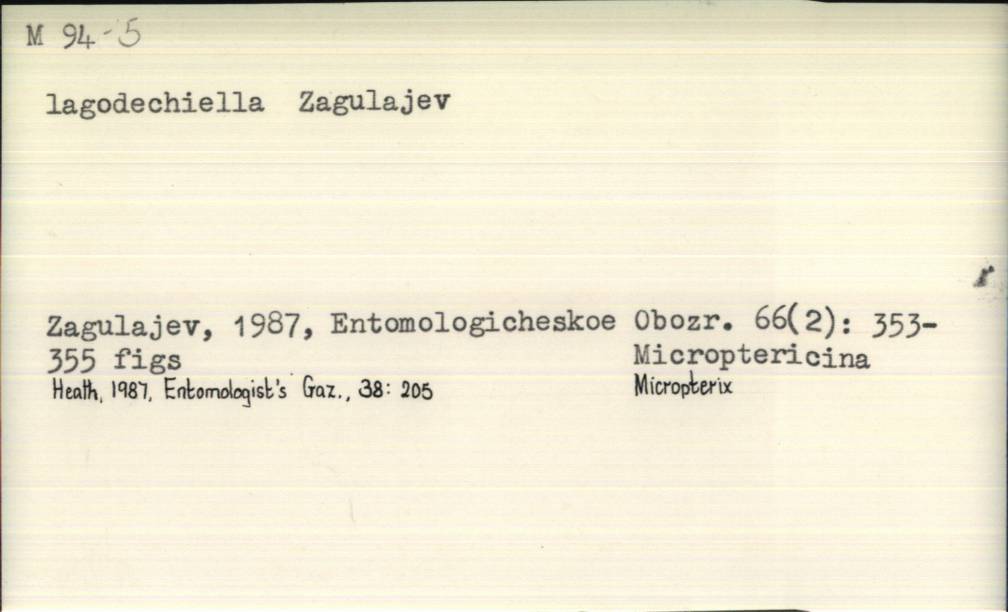 M 94-5
lagodechiella Zagulajev
r
Zagulajev, 1987, Entomologicheskoe Obozr. 66(2): 353-
355 figs Microptericina
Heath, 1987, Entomologist's Gaz., 38: 205 Micropterix